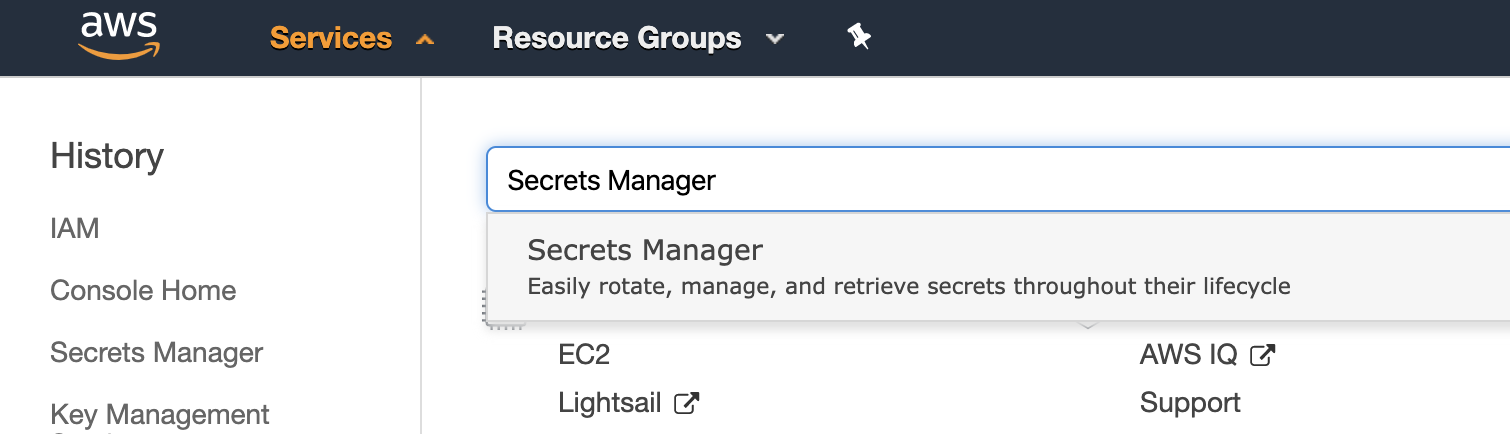 aws
Services
Resource Groups
History
IAM
Console Home
Secrets Manager
Key Management
Secrets Manager
Secrets Manager
Easily rotate, manage, and retrieve secrets throughout their lifecycle
EC2
Lightsail
AWS IQ
Support